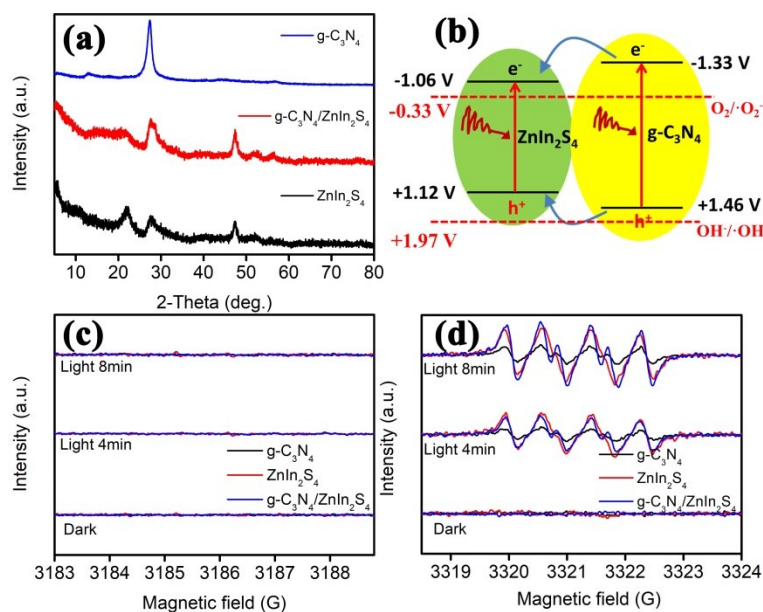 (a)
g-C₃N₄
g-C₃N₄/ZnIn₂S₄
ZnIn₂S₄
Intensity (a.u.)
10 20 30 40 50 60 70 80
2-Theta (deg.)
(b)
e⁻
e⁻
-1.06 V
-1.33 V
-0.33 V
O₂/·O₂⁻
ZnIn₂S₄
g-C₃N₄
+1.12 V
+1.46 V
h⁺
h⁺
+1.97 V
OH⁻/·OH
(c)
Light 8min
Light 4min
g-C₃N₄
ZnIn₂S₄
g-C₃N₄/ZnIn₂S₄
Dark
Intensity (a.u.)
3183 3184 3185 3186 3187 3188
Magnetic field (G)
(d)
Light 8min
Light 4min
g-C₃N₄
ZnIn₂S₄
g-C₃N₄/ZnIn₂S₄
Dark
Intensity (a.u.)
3319 3320 3321 3322 3323 3324
Magnetic field (G)